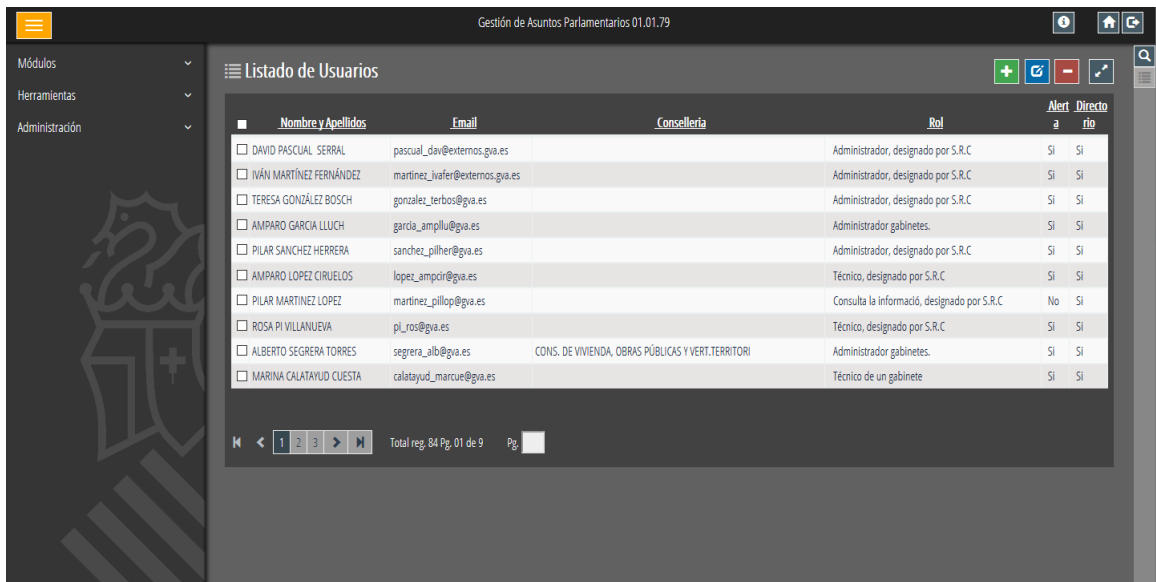 Gestión de Asuntos Parlamentarios 01.01.79
Módulos
Herramientas
Administración
Listado de Usuarios
Nombre y Apellidos Email Conselleria Rol Alerta Directorio
DAVID PASCUAL SERRAL pascual_dav@externos.gva.es Administrador, designado por S.R.C Si Si
IVÁN MARTÍNEZ FERNÁNDEZ martinez_ivafer@externos.gva.es Administrador, designado por S.R.C Si Si
TERESA GONZÁLEZ BOSCH gonzalez_terbos@gva.es Administrador, designado por S.R.C Si Si
AMPARO GARCIA LLUCH garcia_ampllu@gva.es Administrador gabinetes. Si Si
PILAR SANCHEZ HERRERA sanchez_pilher@gva.es Administrador, designado por S.R.C Si Si
AMPARO LOPEZ CIRUELOS lopez_ampcir@gva.es Técnico, designado por S.R.C Si Si
PILAR MARTINEZ LOPEZ martinez_pillop@gva.es Consulta la informació, designado por S.R.C No Si
ROSA PI VILLANUEVA pi_ros@gva.es Técnico, designado por S.R.C Si Si
ALBERTO SEGRERA TORRES segrera_alb@gva.es CONS. DE VIVIENDA, OBRAS PÚBLICAS Y VERT.TERRITORI Administrador gabinetes. Si Si
MARINA CALATAYUD CUESTA calatayud_marcue@gva.es Técnico de un gabinete Si Si
1 2 3 Total reg. 84 Pg. 01 de 9 Pg.